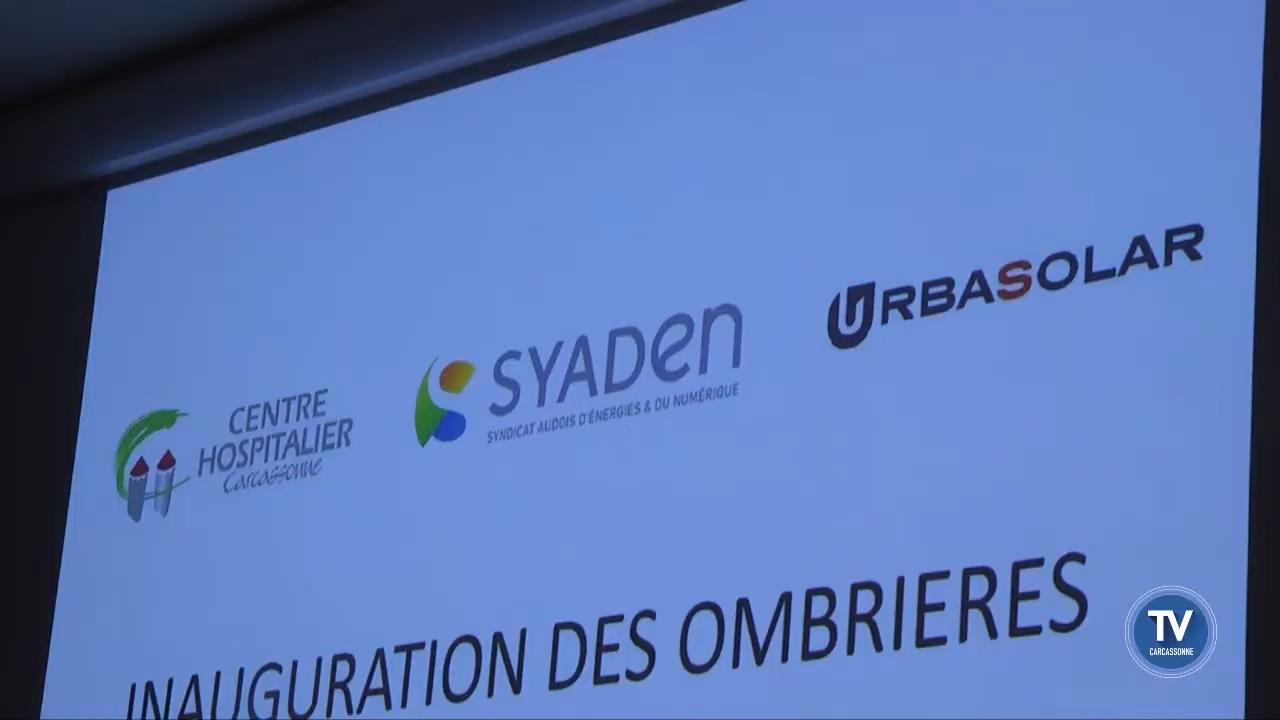 CENTRE
HOSPITALIER
Carcassonne
SYADEN
SYNDICAT AUDOIS D'ÉNERGIES & DU NUMÉRIQUE
URBASOLAR
INAUGURATION DES OMBRIERES
TV
CARCASSONNE